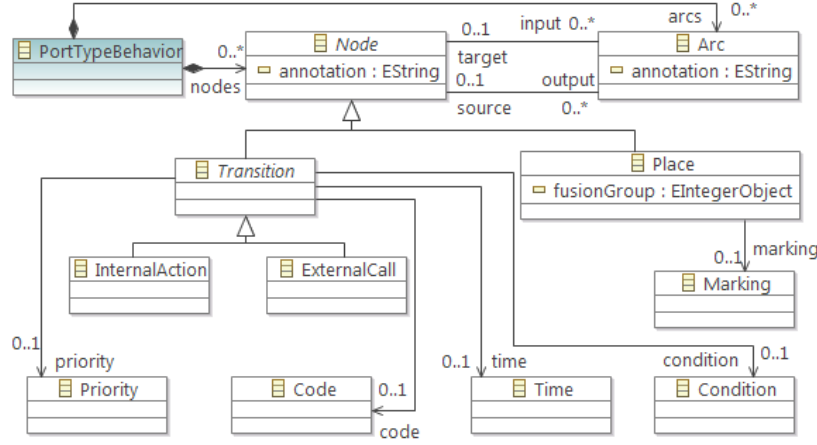 0..1 input 0..* arcs 0..*
PortTypeBehavior 0..* Node Arc
target
annotation : EString 0..1 output annotation : EString
nodes
source 0..*
Transition Place
fusionGroup : EIntegerObject
InternalAction ExternalCall 0..1 marking
Marking
0..1 priority 0..1 time condition 0..1
Priority Code 0..1 Time Condition
code